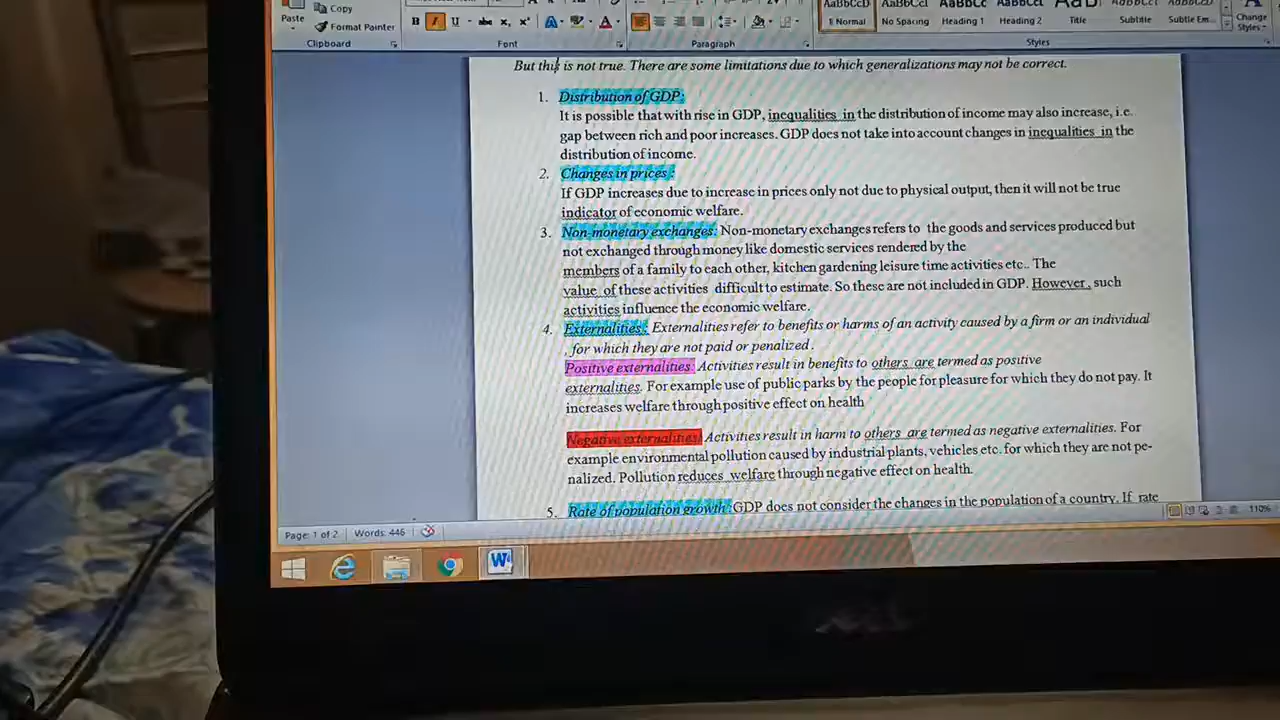 Paste
Copy
Format Painter
Clipboard
Font
Paragraph
Styles
AaBbCcDc AaBbCcDc AaBbCc AaBbCc AaB AaBbCcL AaBbCcDi
¶ Normal No Spacing Heading 1 Heading 2 Title Subtitle Subtle Em...
Change
Styles
But this is not true. There are some limitations due to which generalizations may not be correct.
1. Distribution of GDP:
It is possible that with rise in GDP, inequalities in the distribution of income may also increase, i.e.
gap between rich and poor increases. GDP does not take into account changes in inequalities in the
distribution of income.
2. Changes in prices :
If GDP increases due to increase in prices only not due to physical output, then it will not be true
indicator of economic welfare.
3. Non-monetary exchanges: Non-monetary exchanges refers to the goods and services produced but
not exchanged through money like domestic services rendered by the
members of a family to each other, kitchen gardening leisure time activities etc.. The
value of these activities difficult to estimate. So these are not included in GDP. However, such
activities influence the economic welfare.
4. Externalities: Externalities refer to benefits or harms of an activity caused by a firm or an individual
, for which they are not paid or penalized .
Positive externalities: Activities result in benefits to others are termed as positive
externalities. For example use of public parks by the people for pleasure for which they do not pay. It
increases welfare through positive effect on health
Negative externalities: Activities result in harm to others are termed as negative externalities. For
example environmental pollution caused by industrial plants, vehicles etc. for which they are not pe-
nalized. Pollution reduces welfare through negative effect on health.
5. Rate of population growth :GDP does not consider the changes in the population of a country. If rate
Page: 1 of 2 Words: 446 110%